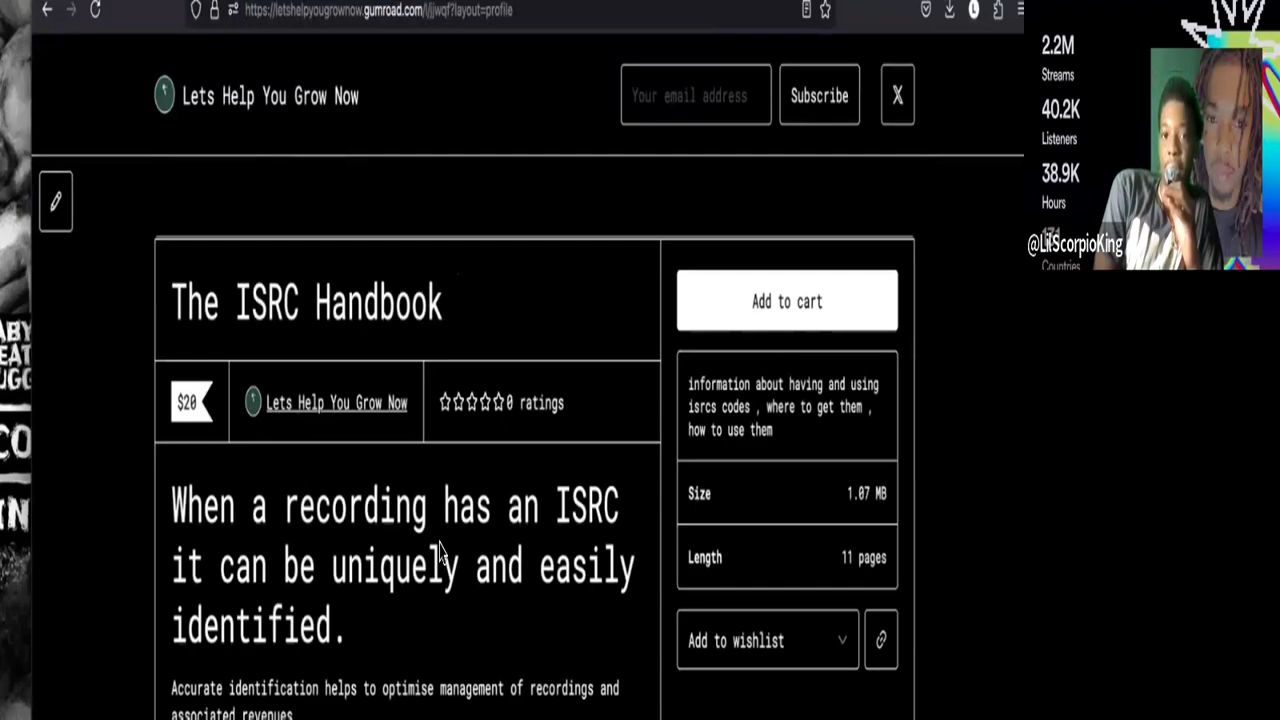 https://letshelpyougrownow.gumroad.com/l/jjwqf?layout=profile
Lets Help You Grow Now
Your email address
Subscribe
The ISRC Handbook
$20
Lets Help You Grow Now
0 ratings
When a recording has an ISRC
it can be uniquely and easily
identified.
Accurate identification helps to optimise management of recordings and
associated revenues
Add to cart
information about having and using
isrcs codes , where to get them ,
how to use them
Size 1.07 MB
Length 11 pages
Add to wishlist
2.2M
Streams
40.2K
Listeners
38.9K
Hours
@LilScorpioKing
Countries